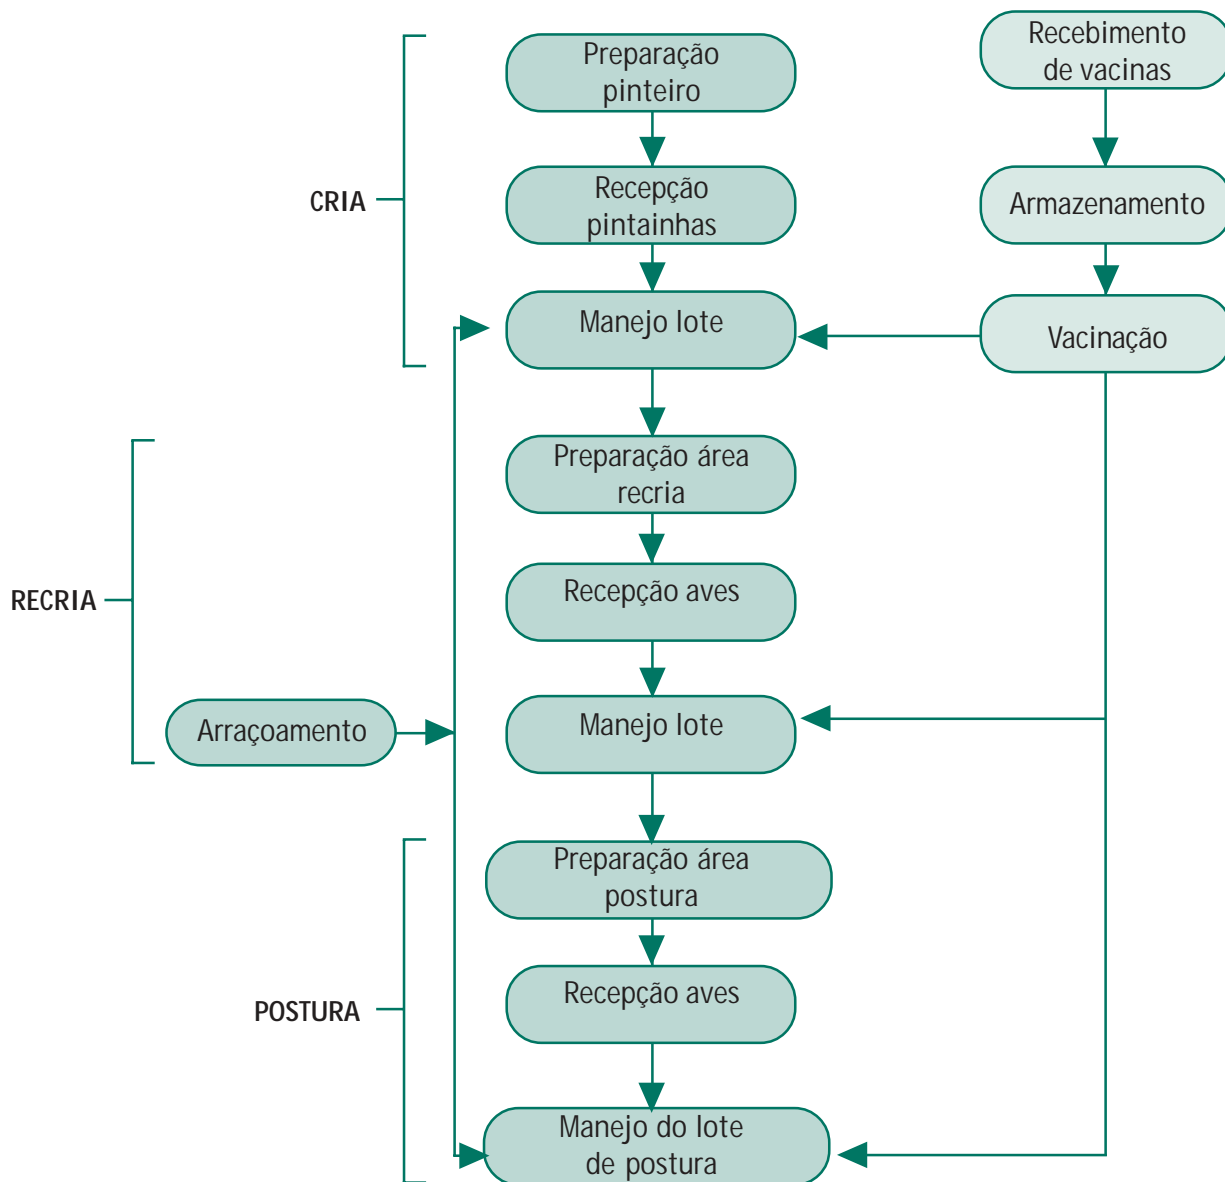 Preparação
pinteiro
Recebimento
de vacinas
CRIA
Recepção
pintainhas
Armazenamento
Manejo lote
Vacinação
Preparação área
recria
RECRIA
Recepção aves
Arraçoamento
Manejo lote
Preparação área
postura
POSTURA
Recepção aves
Manejo do lote
de postura